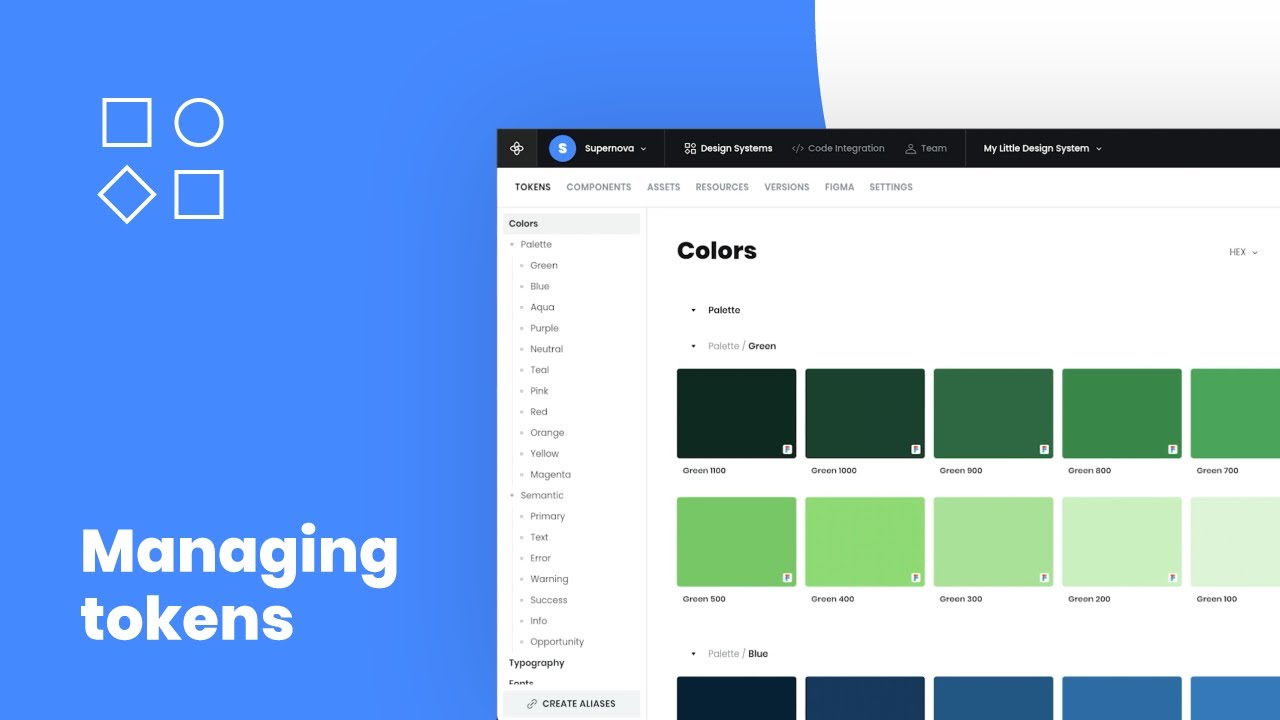 Managing
tokens
S Supernova
Design Systems
Code Integration
Team
My Little Design System
TOKENS COMPONENTS ASSETS RESOURCES VERSIONS FIGMA SETTINGS
Colors
Palette
Green
Blue
Aqua
Purple
Neutral
Teal
Pink
Red
Orange
Yellow
Magenta
Semantic
Primary
Text
Error
Warning
Success
Info
Opportunity
Typography
Fonts
CREATE ALIASES
Colors
HEX
Palette
Palette / Green
Green 1100 Green 1000 Green 900 Green 800 Green 700
Green 500 Green 400 Green 300 Green 200 Green 100
Palette / Blue